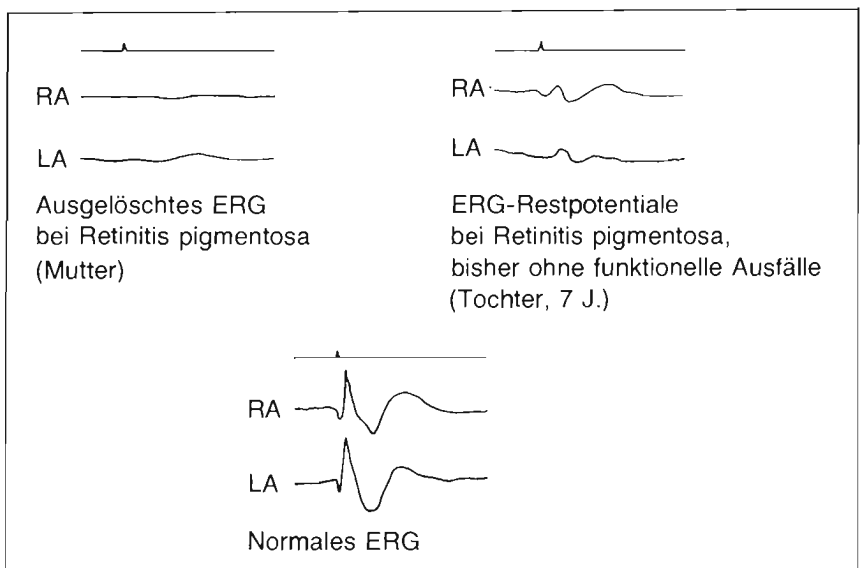 RA
LA
Ausgelöschtes ERG
bei Retinitis pigmentosa
(Mutter)
RA
LA
ERG-Restpotentiale
bei Retinitis pigmentosa,
bisher ohne funktionelle Ausfälle
(Tochter, 7 J.)
RA
LA
Normales ERG